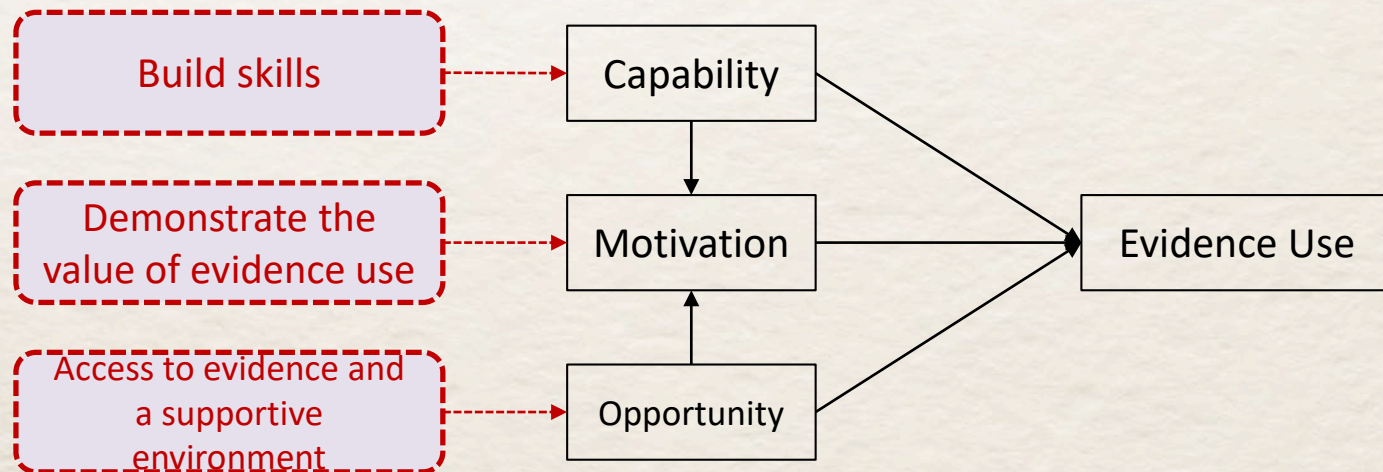 Build skills
Capability
Demonstrate the
value of evidence use
Motivation
Evidence Use
Access to evidence and
a supportive
environment
Opportunity